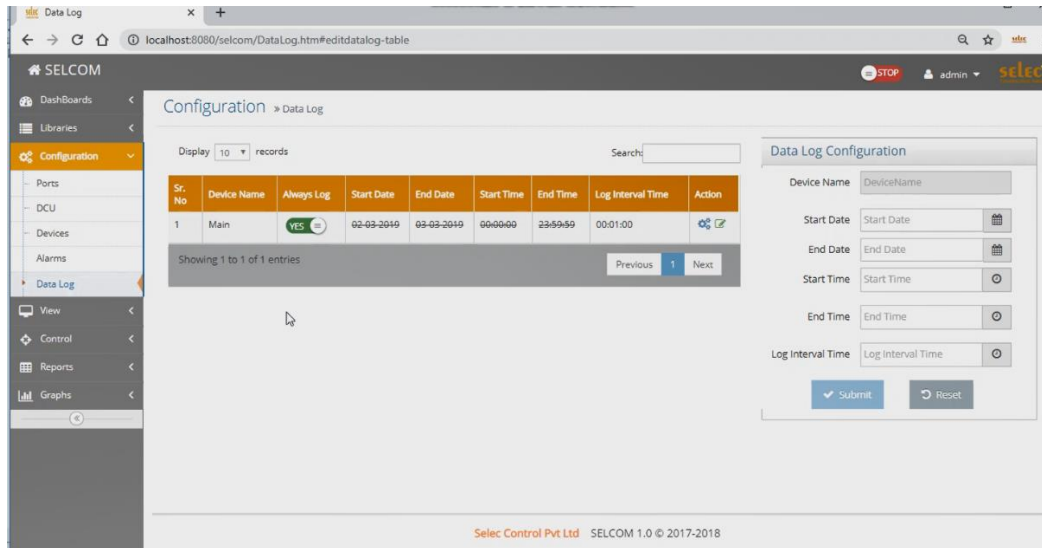 Data Log
localhost:8080/selcom/DataLog.htm#editdatalog-table
SELCOM
STOP
admin
selec
DashBoards
Libraries
Configuration
Ports
DCU
Devices
Alarms
Data Log
View
Control
Reports
Graphs
Configuration » Data Log
Display 10 records
Search:
Sr. No Device Name Always Log Start Date End Date Start Time End Time Log Interval Time Action
1 Main YES 02-03-2019 03-03-2019 00:00:00 23:59:59 00:01:00
Showing 1 to 1 of 1 entries
Previous 1 Next
Data Log Configuration
Device Name DeviceName
Start Date Start Date
End Date End Date
Start Time Start Time
End Time End Time
Log Interval Time Log Interval Time
Submit Reset
Selec Control Pvt Ltd SELCOM 1.0 © 2017-2018